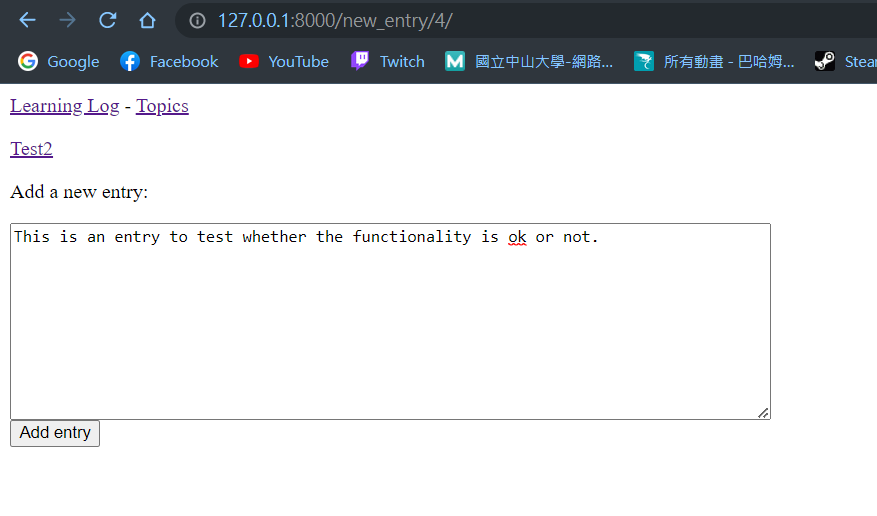 127.0.0.1:8000/new_entry/4/
Google Facebook YouTube Twitch 國立中山大學-網路... 所有動畫 - 巴哈姆... Stear
Learning Log - Topics
Test2
Add a new entry:
This is an entry to test whether the functionality is ok or not.
Add entry